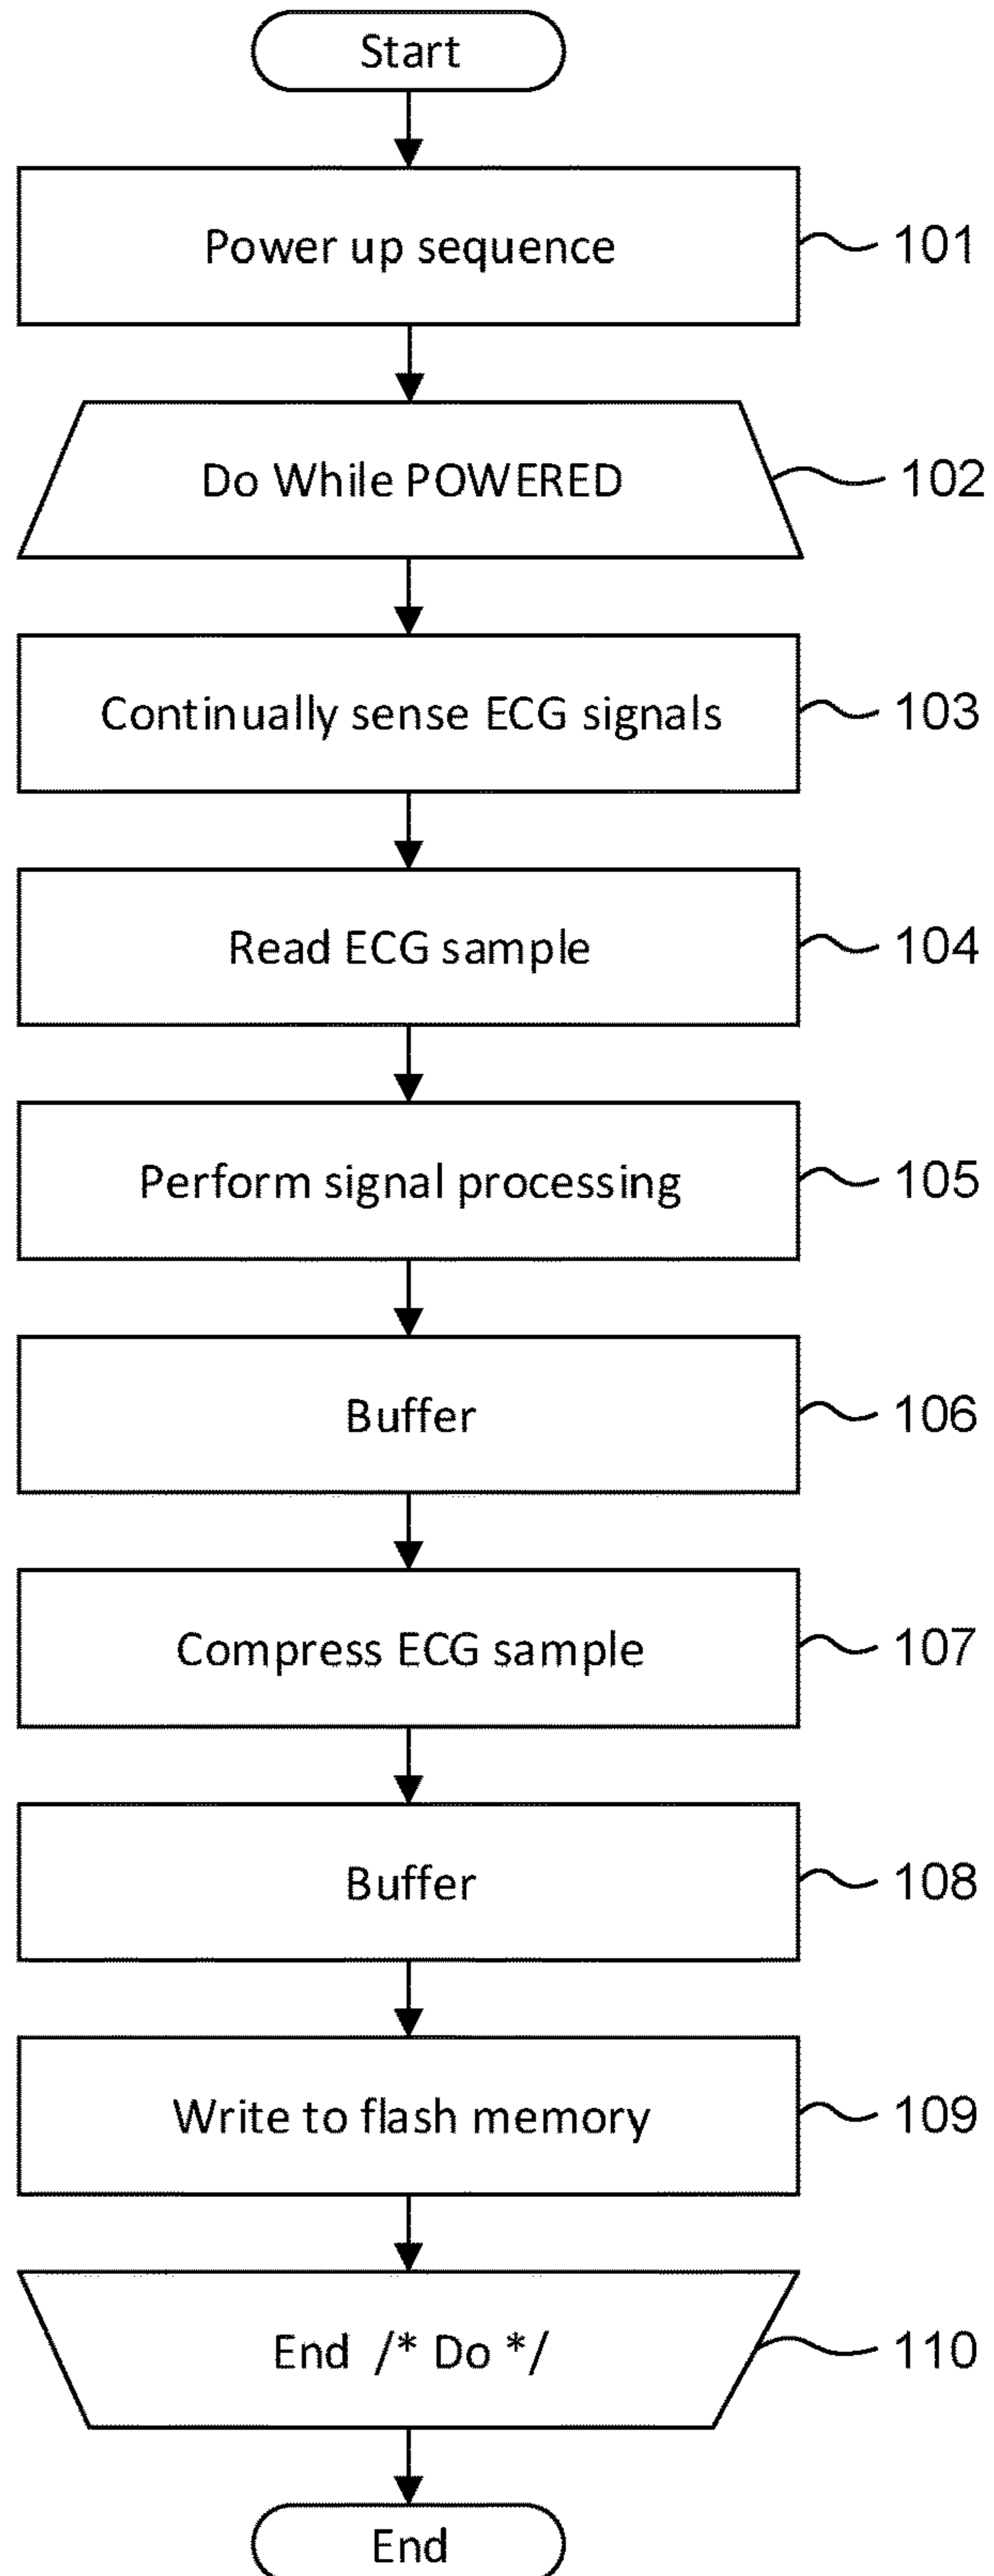 Start
Power up sequence 101
Do While POWERED 102
Continually sense ECG signals 103
Read ECG sample 104
Perform signal processing 105
Buffer 106
Compress ECG sample 107
Buffer 108
Write to flash memory 109
End /* Do */ 110
End